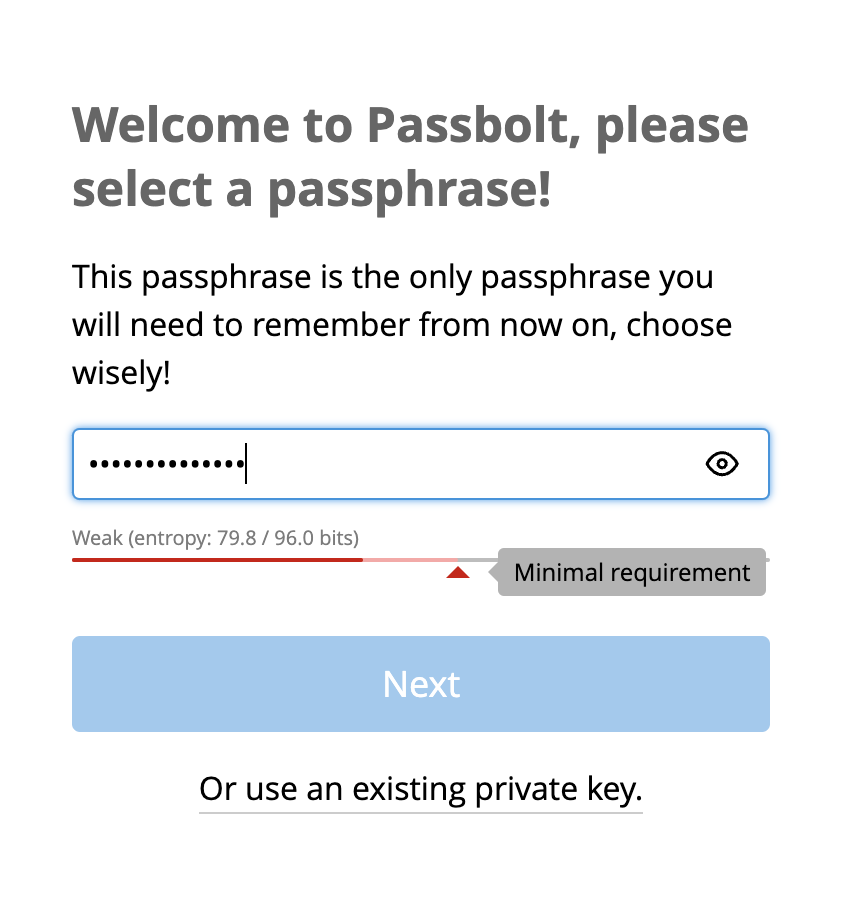 Welcome to Passbolt, please
select a passphrase!
This passphrase is the only passphrase you
will need to remember from now on, choose
wisely!
••••••••••••••
Weak (entropy: 79.8 / 96.0 bits)
Minimal requirement
Next
Or use an existing private key.